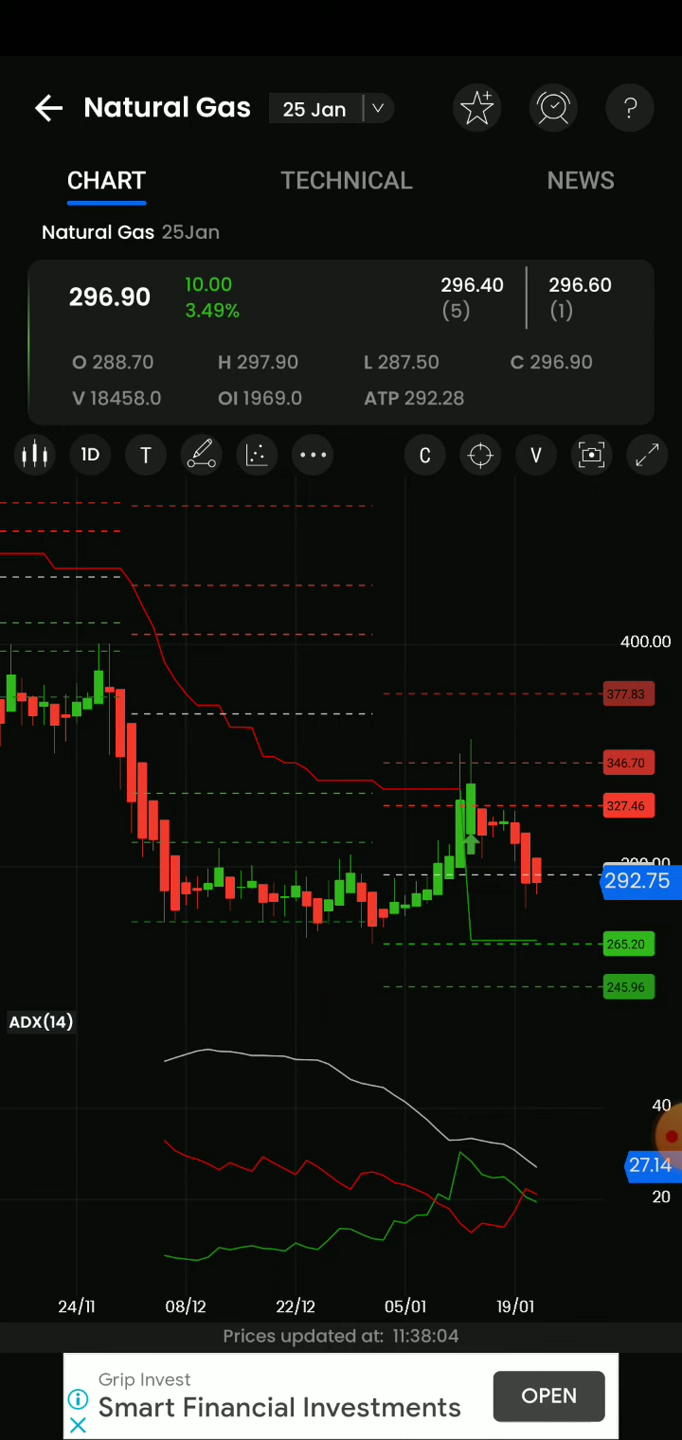 Natural Gas 25 Jan ?
CHART TECHNICAL NEWS
Natural Gas 25Jan
296.90 10.00 3.49% 296.40 (5) 296.60 (1)
O 288.70 H 297.90 L 287.50 C 296.90
V 18458.0 OI 1969.0 ATP 292.28
1D T C V
400.00
377.83
346.70
327.46
292.75
265.20
245.96
ADX(14)
40
27.14
20
24/11 08/12 22/12 05/01 19/01
Prices updated at: 11:38:04
Grip Invest
Smart Financial Investments
OPEN